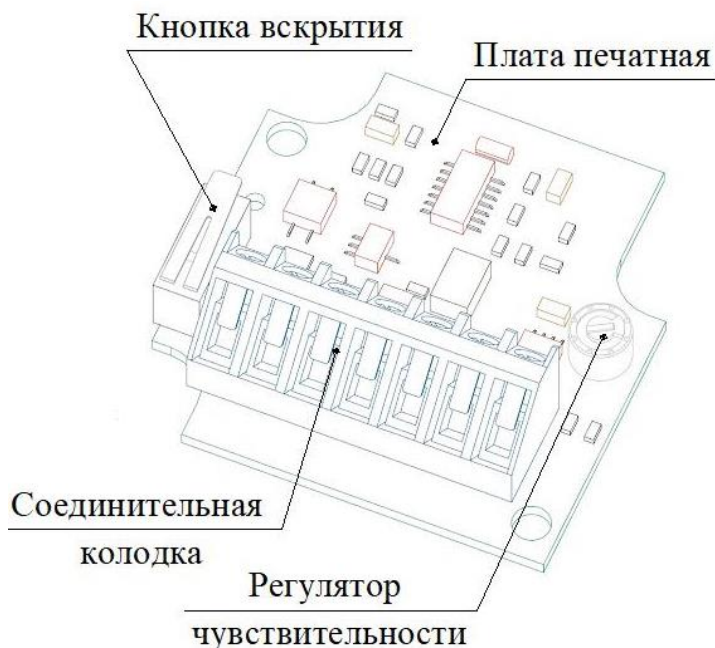 Кнопка вскрытия
Плата печатная
Соединительная
колодка
Регулятор
чувствительности